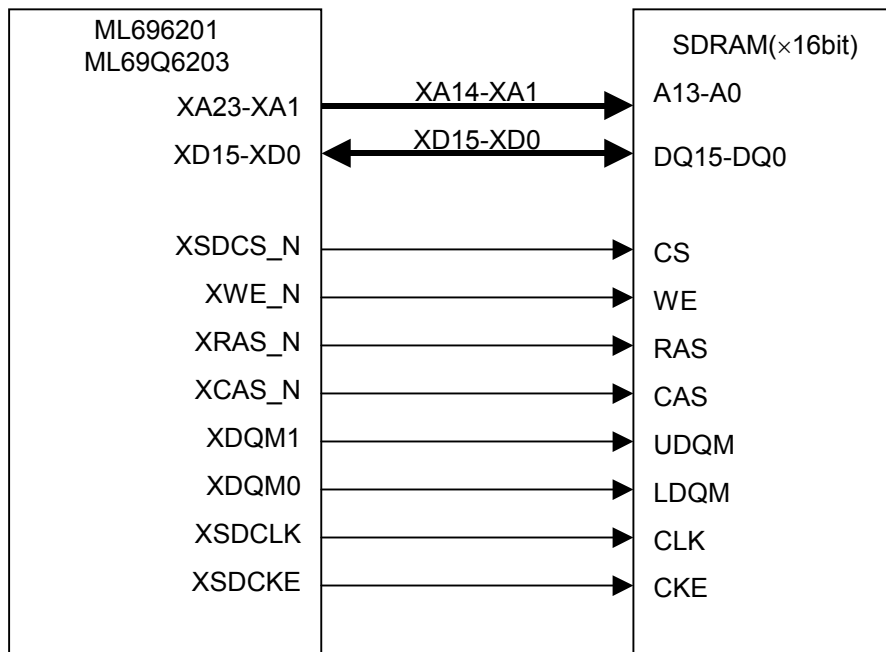 ML696201
ML69Q6203
SDRAM(×16bit)
XA23-XA1 XA14-XA1 A13-A0
XD15-XD0 XD15-XD0 DQ15-DQ0
XSDCS_N CS
XWE_N WE
XRAS_N RAS
XCAS_N CAS
XDQM1 UDQM
XDQM0 LDQM
XSDCLK CLK
XSDCKE CKE